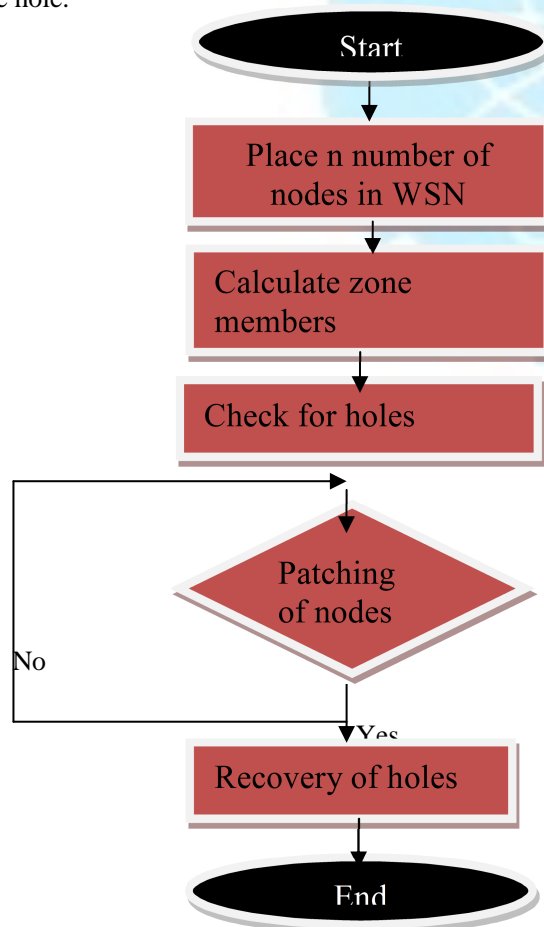 hole.
Start
Place n number of
nodes in WSN
Calculate zone
members
Check for holes
Patching
of nodes
No
Yes
Recovery of holes
End